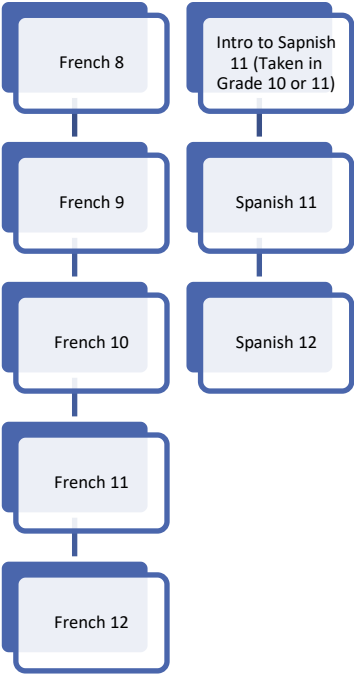 French 8
French 9
French 10
French 11
French 12
Intro to Sapnish
11 (Taken in
Grade 10 or 11)
Spanish 11
Spanish 12